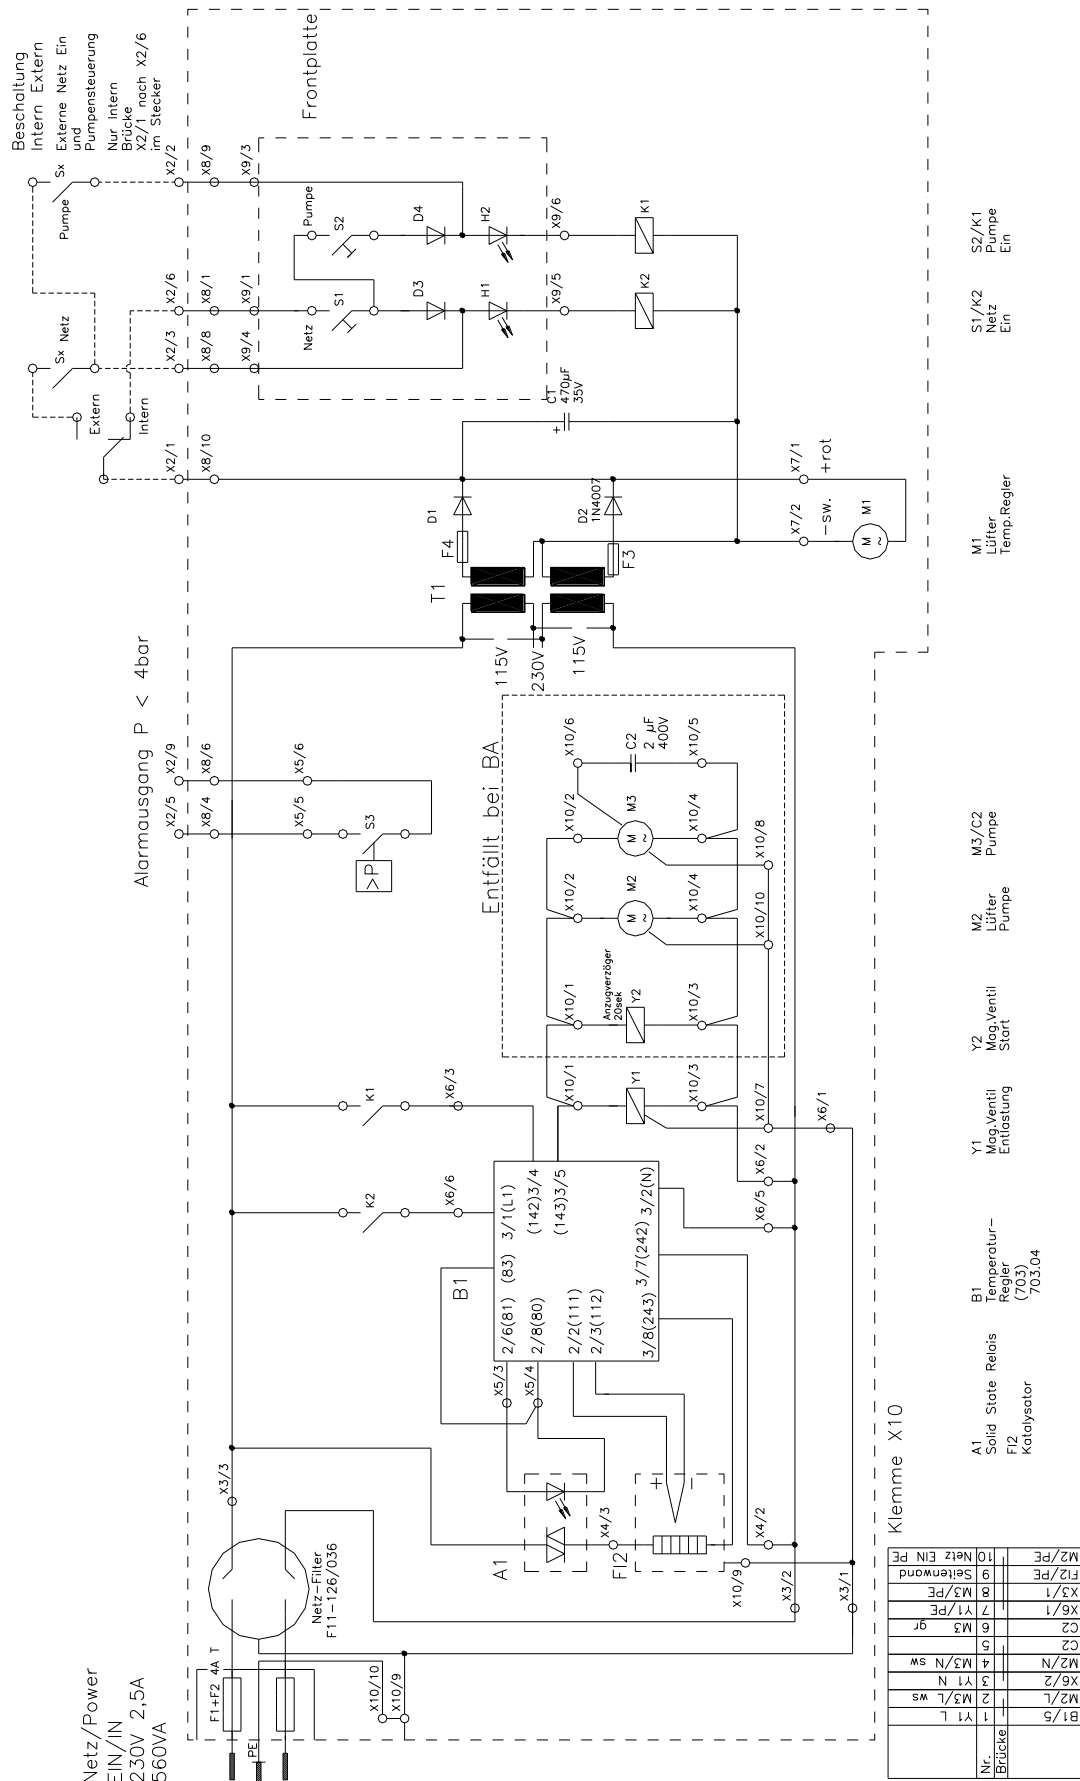 Beschaltung
Intern Extern
Externe Netz Ein
und
Pumpensteuerung
Nur Intern
Brücke
X2/1 nach X2/6
im Stecker
Frontplatte
Sx
Pumpe
X2/2
X8/9
X9/3
Pumpe
S2
D4
H2
X9/6
K1
S2/K1
Pumpe
Ein
X2/6
X8/1
X9/1
Netz
S1
D3
H1
X9/5
K2
S1/K2
Netz
Ein
Sx Netz
X2/3
X8/8
X9/4
Extern
Intern
C1
470µF
35V
+
X2/1
X8/10
D1
F4
D2
1N4007
F3
T1
X7/1
+rot
X7/2
-sw.
M
~
M1
M1
Lüfter
Temp.Regler
115V
230V
115V
Alarmausgang P < 4bar
X2/9
X8/6
X5/6
X2/5
X8/4
X5/5
S3
>P
Entfällt bei BA
X10/6
C2
2 µF
400V
X10/5
X10/2
M
~
M3
X10/4
X10/8
M3/C2
Pumpe
X10/2
M
~
M2
X10/4
X10/10
M2
Lüfter
Pumpe
X10/1
Anzugverzöger
20sek
Y2
X10/3
Y2
Mag.Ventil
Start
X10/1
Y1
X10/3
X10/7
X6/1
Y1
Mag.Ventil
Entlastung
K1
X6/3
K2
X6/6
X6/2
X6/5
B1
3/1(L1)
(142)3/4
(143)3/5
3/2(N)
(83)
3/7(242)
2/6(81)
2/8(80)
2/2(111)
2/3(112)
3/8(243)
X5/3
X5/4
B1
Temperatur-
Regler
(703)
703.04
A1
Solid State Relais
FI2
Katalysator
X3/3
A1
X4/3
FI2
+
-
X4/2
X10/9
X3/2
X3/1
Netz-Filter
F11-126/036
F1+F2 4A T
PE
X10/10
X10/9
Netz/Power
EIN/IN
230V 2,5A
560VA
Klemme X10
Nr.
Brücke
B1/5 1 Y1 L
M2/L 2 M3/L ws
X6/2 3 Y1 N
M2/N 4 M3/N sw
C2 5
C2 6 M3 gr
X6/1 7 Y1/PE
X3/1 8 M3/PE
FI2/PE 9 Seitenwand
M2/PE 10 Netz EIN PE